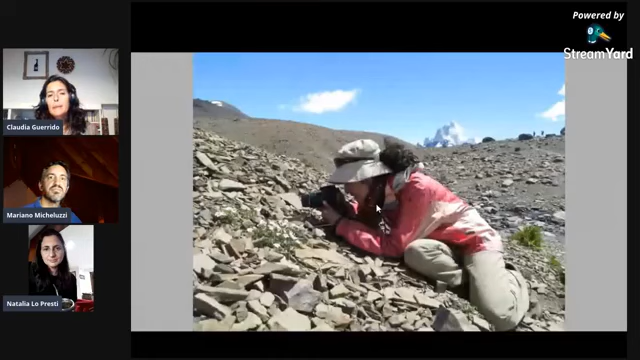 Powered by
StreamYard
Claudia Guerrido
Mariano Micheluzzi
Natalia Lo Presti